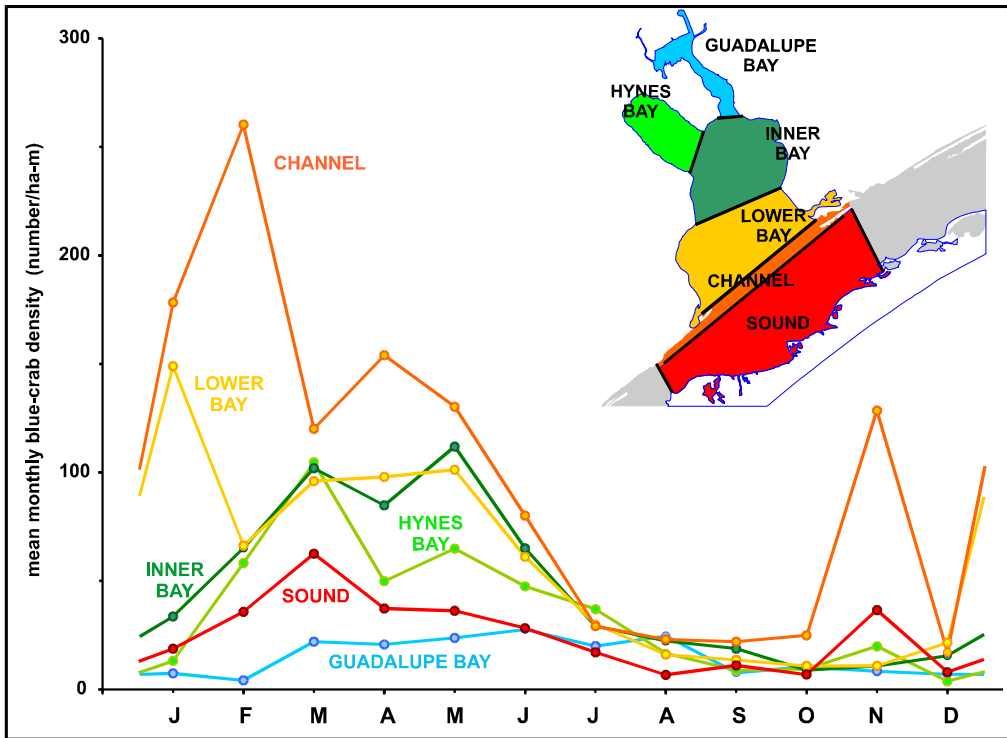 mean monthly blue-crab density (number/ha-m)
300
200
100
0
J F M A M J J A S O N D
CHANNEL
LOWER
BAY
HYNES
BAY
INNER
BAY
SOUND
GUADALUPE BAY
GUADALUPE
BAY
HYNES
BAY
INNER
BAY
LOWER
BAY
CHANNEL
SOUND